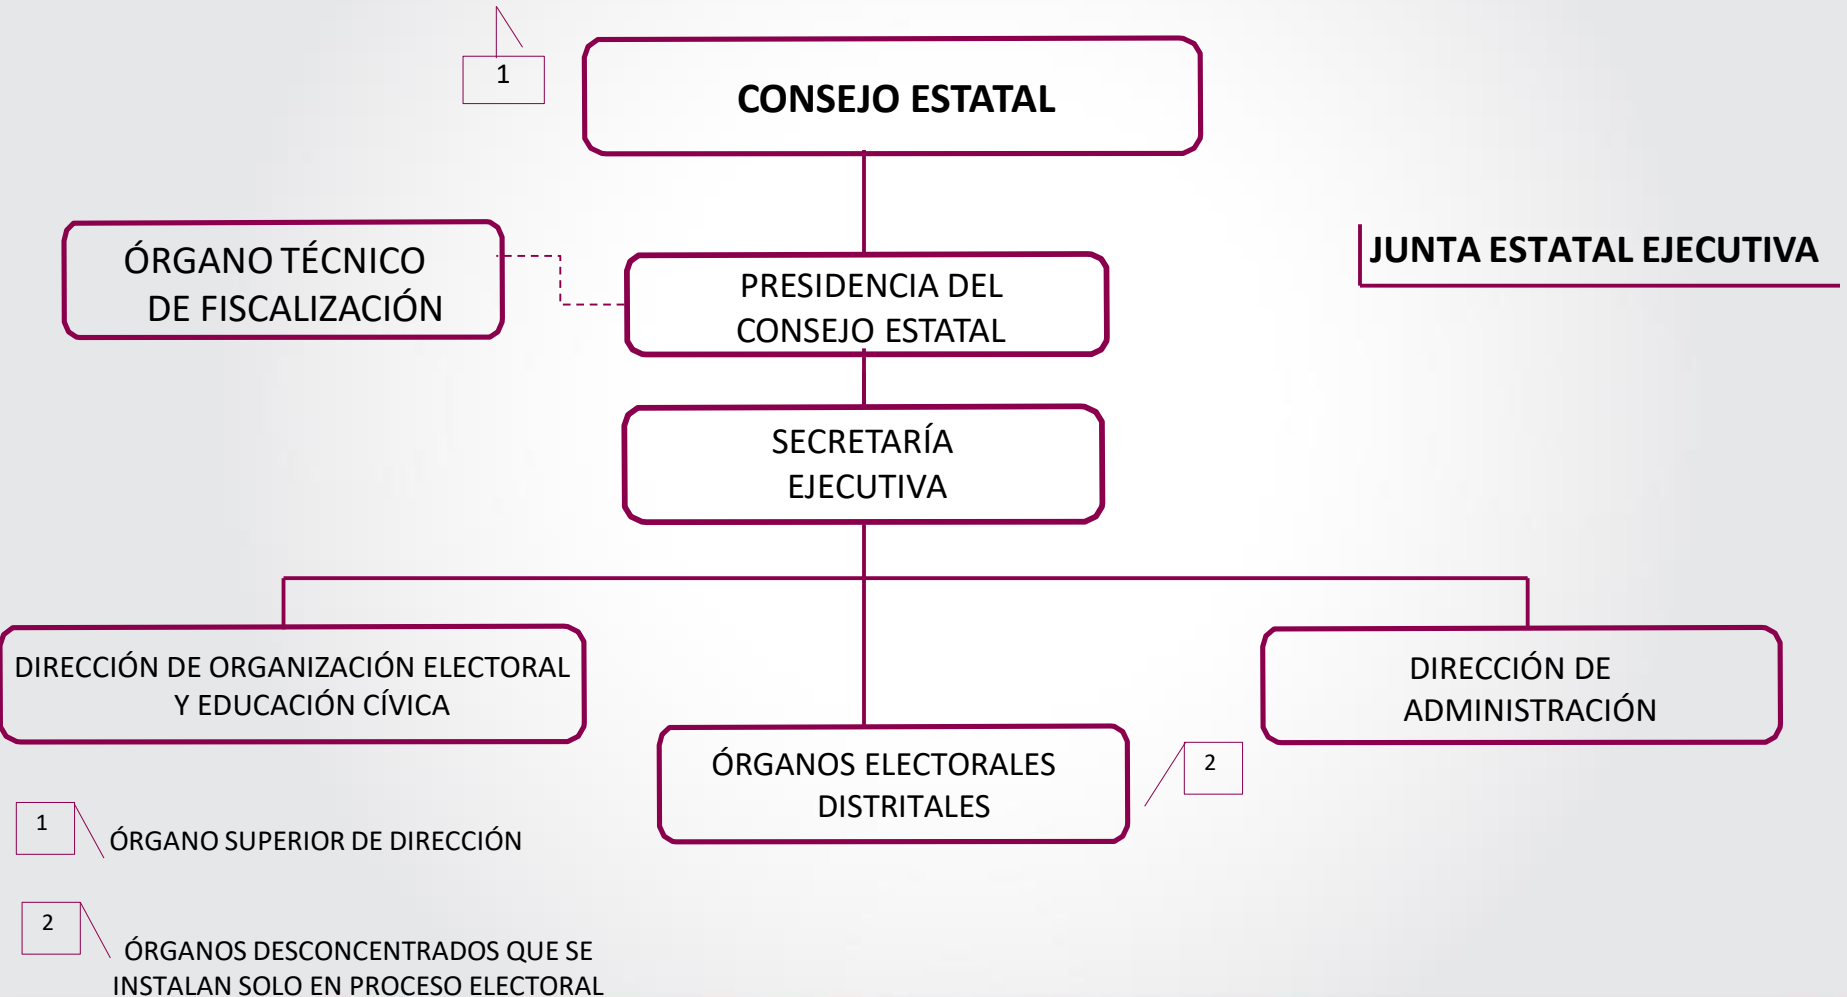 1
CONSEJO ESTATAL
ÓRGANO TÉCNICO
DE FISCALIZACIÓN
PRESIDENCIA DEL
CONSEJO ESTATAL
JUNTA ESTATAL EJECUTIVA
SECRETARÍA
EJECUTIVA
DIRECCIÓN DE ORGANIZACIÓN ELECTORAL
Y EDUCACIÓN CÍVICA
ÓRGANOS ELECTORALES
DISTRITALES
2
DIRECCIÓN DE
ADMINISTRACIÓN
1
ÓRGANO SUPERIOR DE DIRECCIÓN
2
ÓRGANOS DESCONCENTRADOS QUE SE
INSTALAN SOLO EN PROCESO ELECTORAL